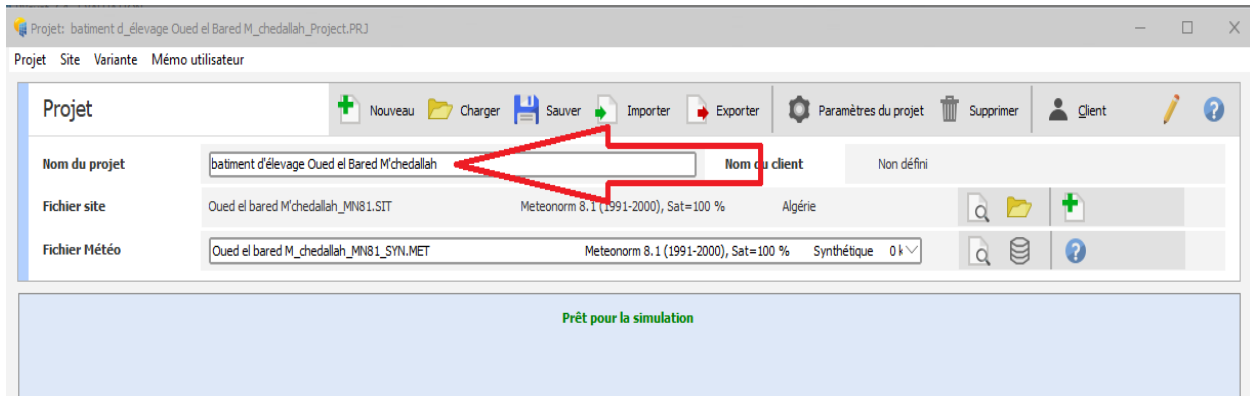 Projet: batiment d_élevage Oued el Bared M_chedallah_Project.PRJ
Projet Site Variante Mémo utilisateur
Projet Nouveau Charger Sauver Importer Exporter Paramètres du projet Supprimer Client
Nom du projet batiment d'élevage Oued el Bared M'chedallah Nom du client Non défini
Fichier site Oued el bared M'chedallah_MN81.SIT Meteonorm 8.1 (1991-2000), Sat=100 % Algérie
Fichier Météo Oued el bared M_chedallah_MN81_SYN.MET Meteonorm 8.1 (1991-2000), Sat=100 % Synthétique 0 k
Prêt pour la simulation